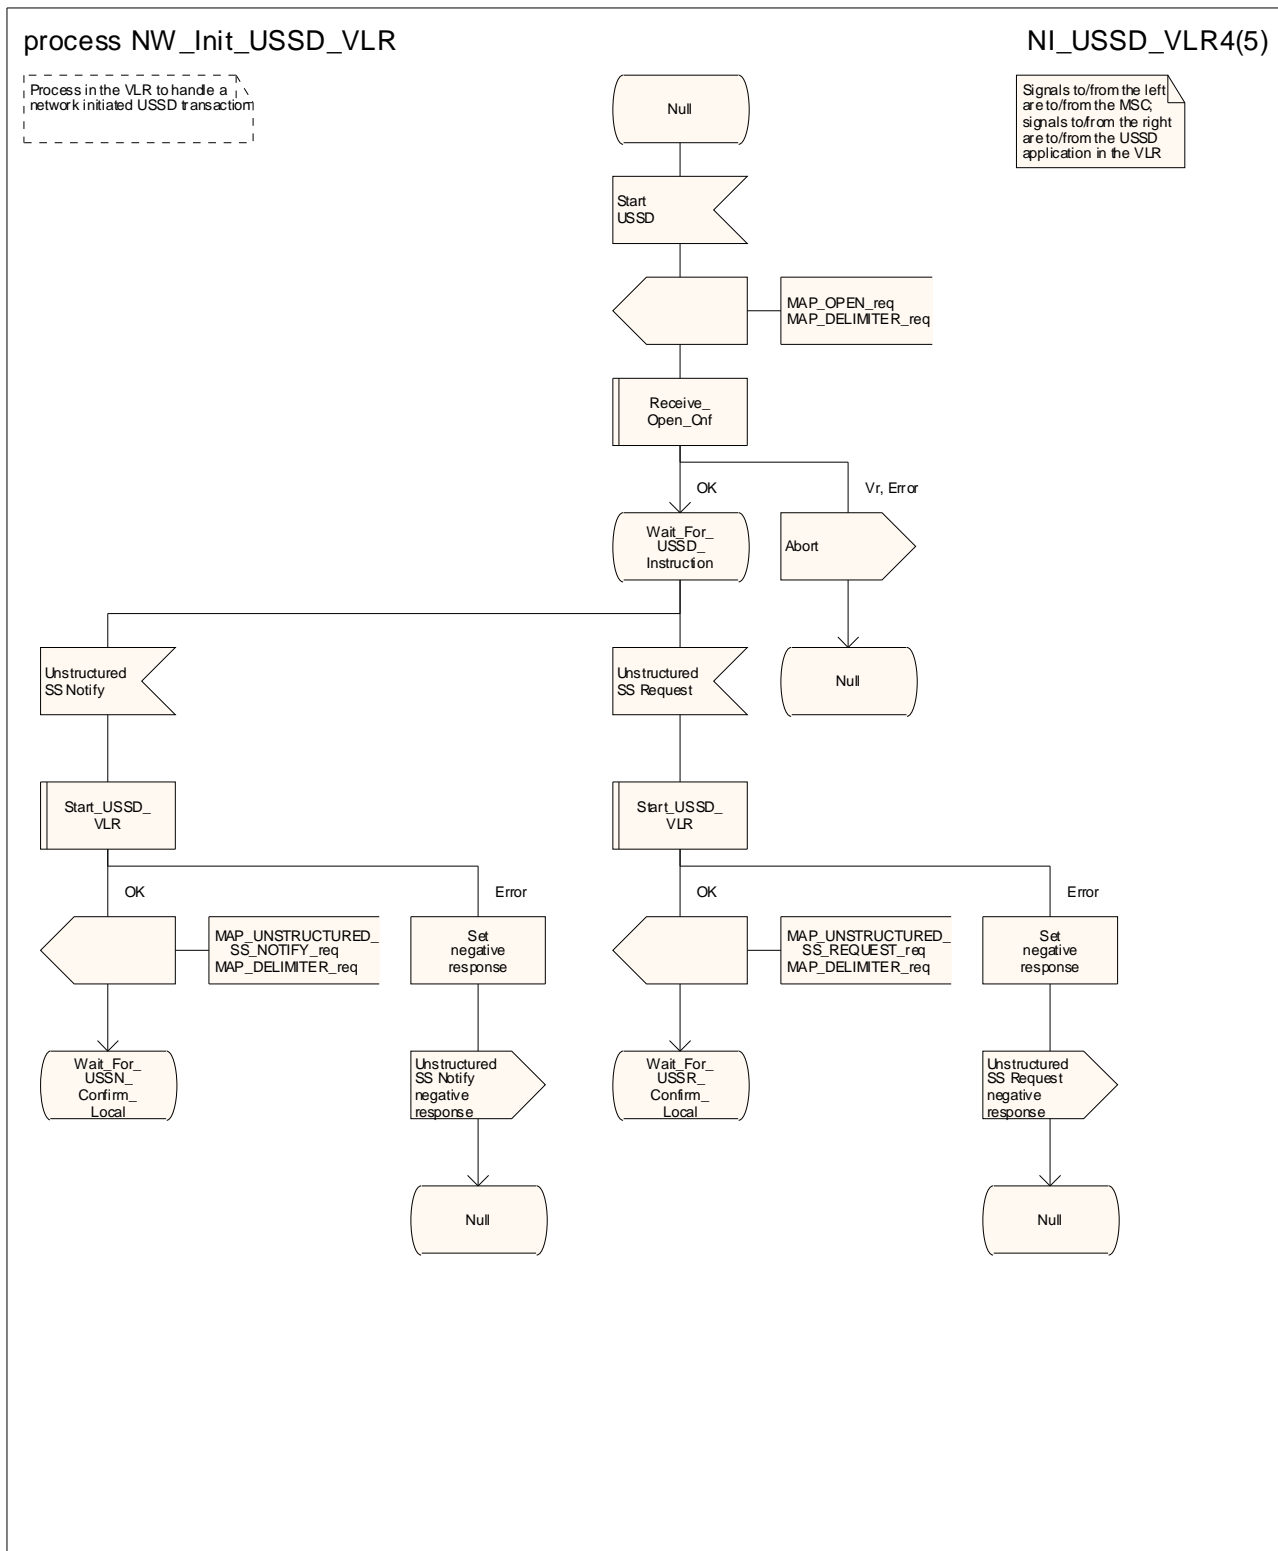 process NW_Init_USSD_VLR
NI_USSD_VLR4(5)
Process in the VLR to handle a
network initiated USSD transaction
Signals to/from the left
are to/from the MSC;
signals to/from the right
are to/from the USSD
application in the VLR
Null
Start
USSD
MAP_OPEN_req
MAP_DELIMITER_req
Receive_
Open_Cnf
OK
Vr, Error
Wait_For_
USSD_
Instruction
Abort
Unstructured
SS Notify
Unstructured
SS Request
Null
Start_USSD_
VLR
Start_USSD_
VLR
OK
Error
OK
Error
MAP_UNSTRUCTURED_
SS_NOTIFY_req
MAP_DELIMITER_req
Set
negative
response
MAP_UNSTRUCTURED_
SS_REQUEST_req
MAP_DELIMITER_req
Set
negative
response
Wait_For_
USSN_
Confirm_
Local
Unstructured
SS Notify
negative
response
Wait_For_
USSR_
Confirm_
Local
Unstructured
SS Request
negative
response
Null
Null